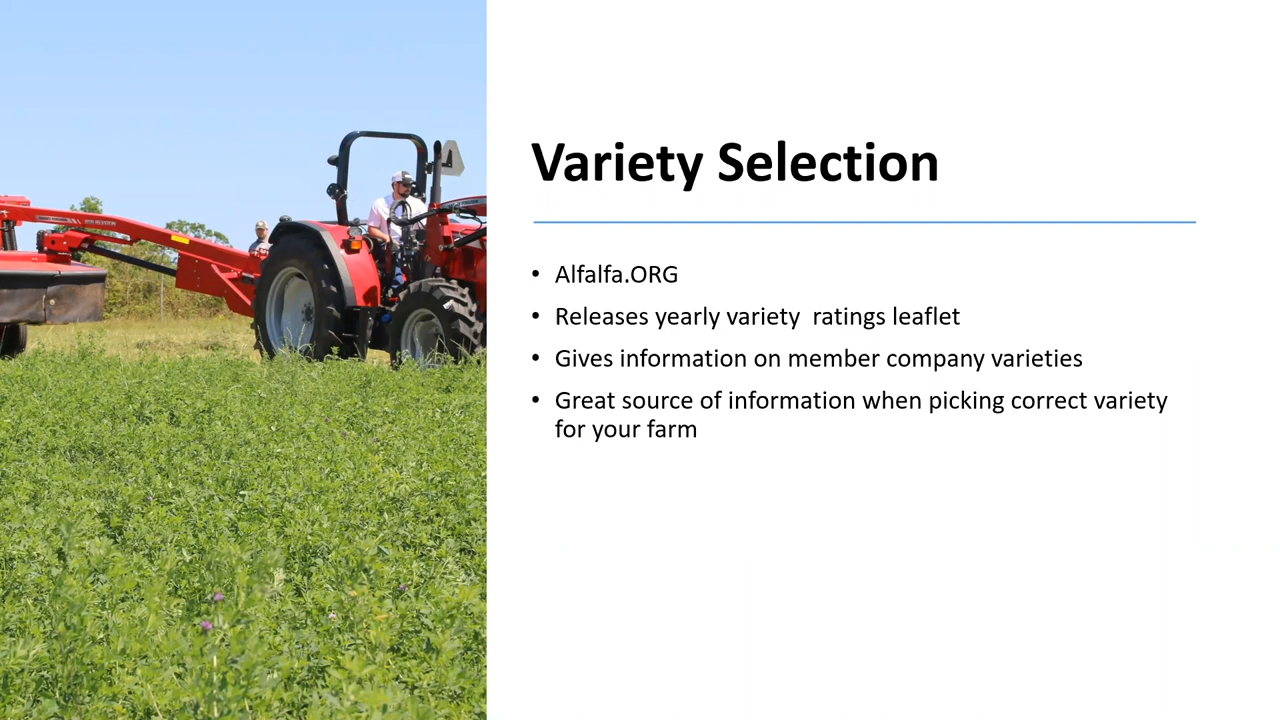 Variety Selection
• Alfalfa.ORG
• Releases yearly variety  ratings leaflet
• Gives information on member company varieties
• Great source of information when picking correct variety
for your farm